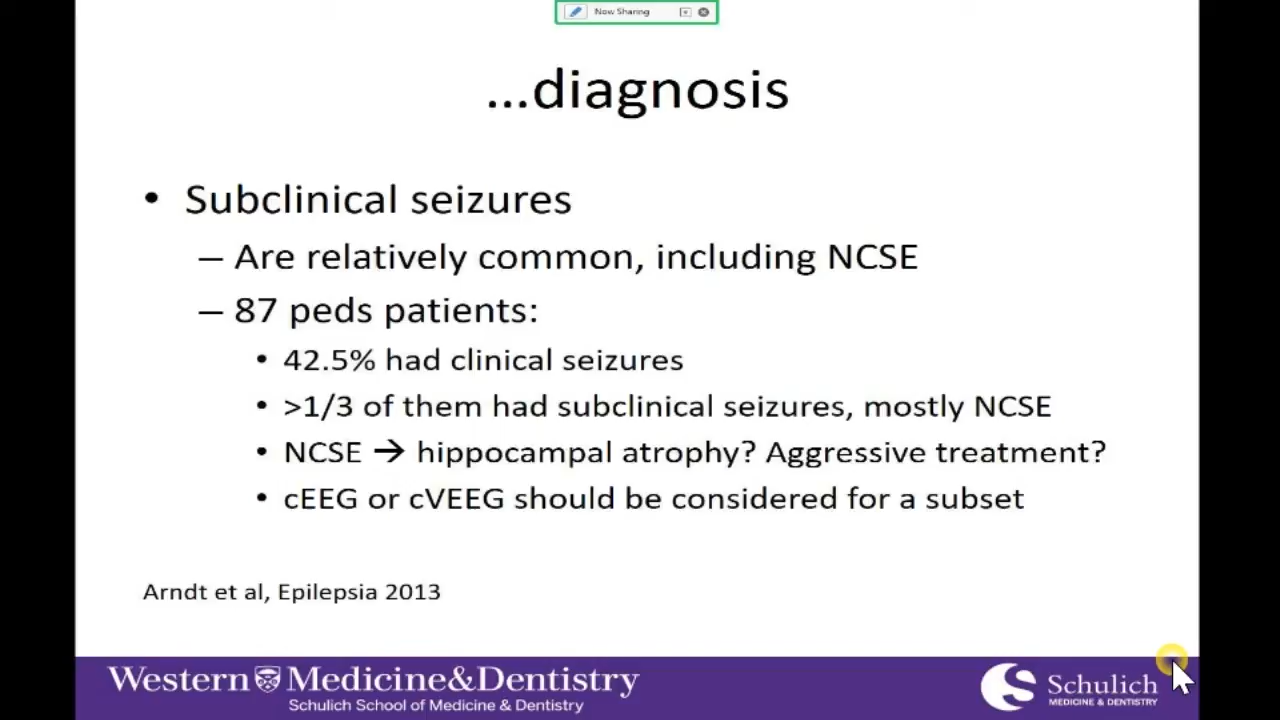 Now Sharing
...diagnosis
• Subclinical seizures
– Are relatively common, including NCSE
– 87 peds patients:
• 42.5% had clinical seizures
• >1/3 of them had subclinical seizures, mostly NCSE
• NCSE → hippocampal atrophy? Aggressive treatment?
• cEEG or cVEEG should be considered for a subset
Arndt et al, Epilepsia 2013
Western Medicine&Dentistry
Schulich School of Medicine & Dentistry
Schulich
MEDICINE & DENTISTRY